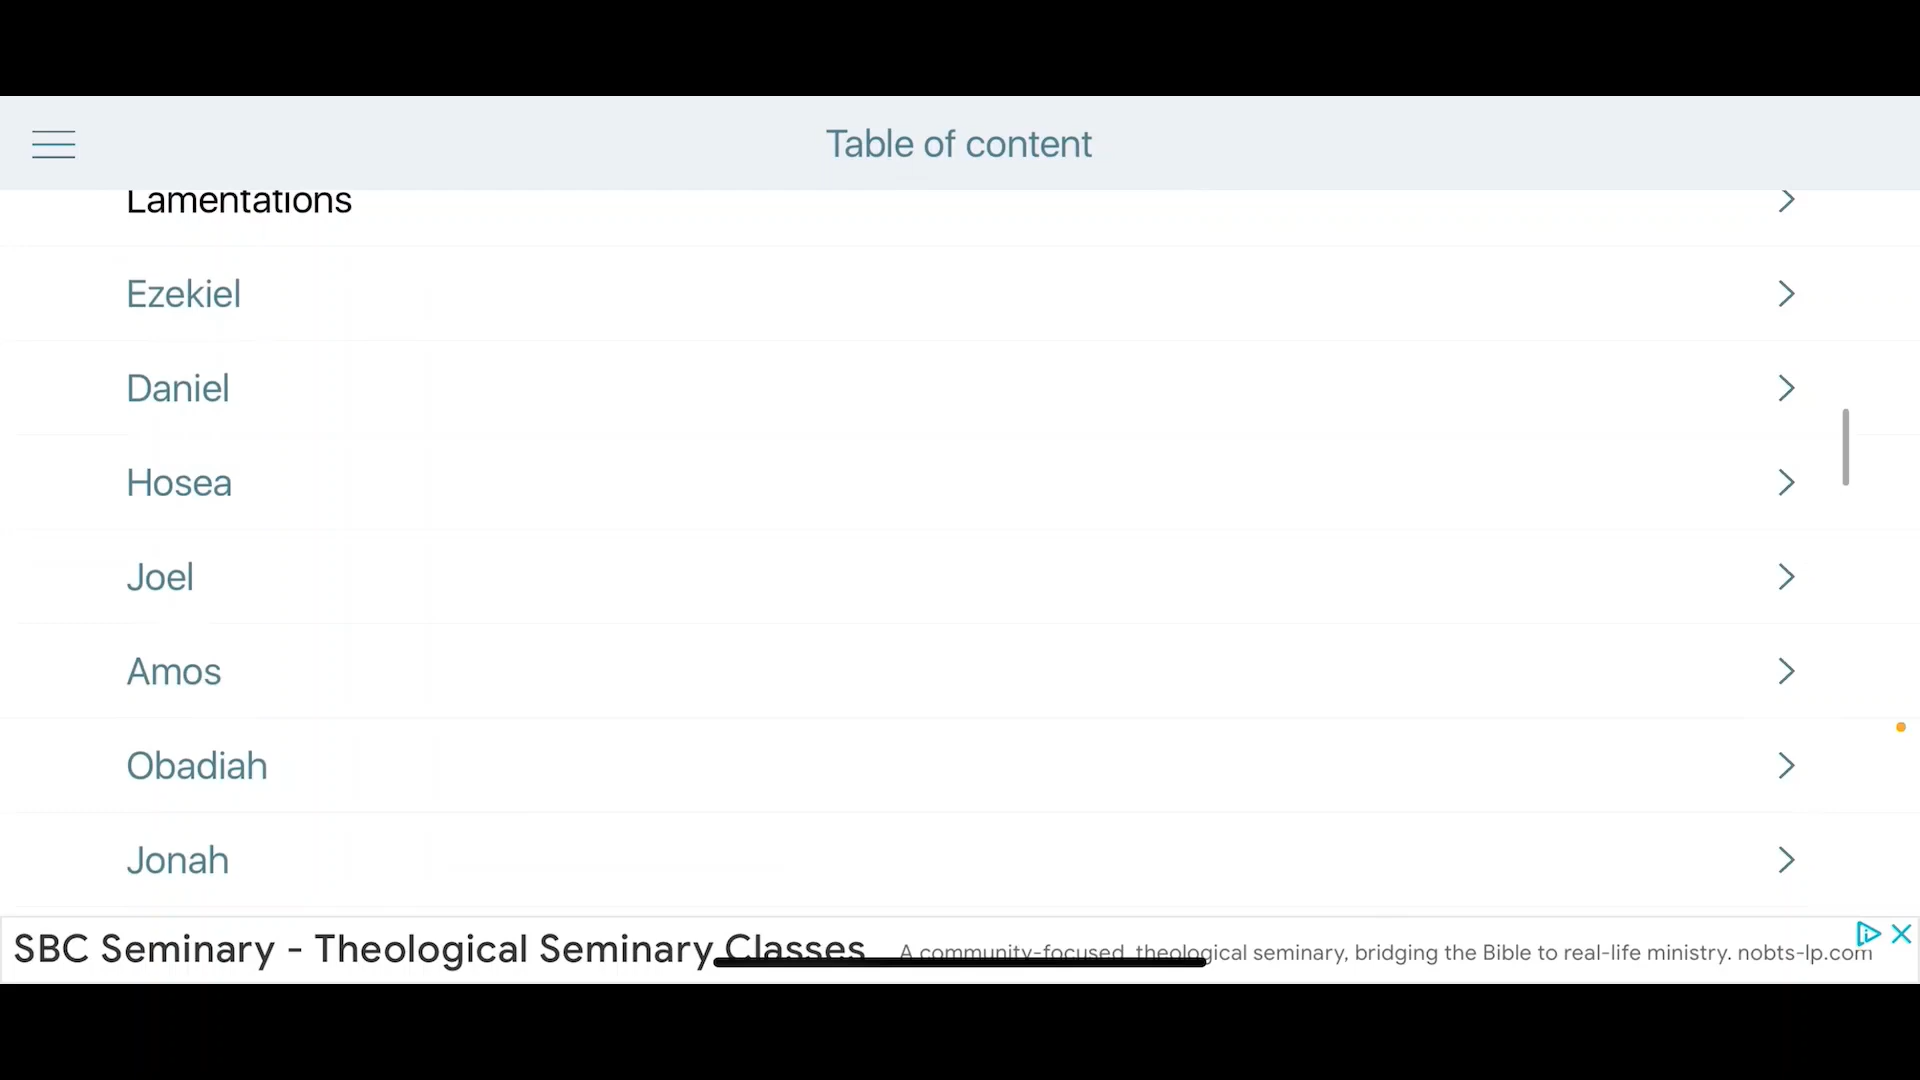 Table of content
Lamentations
Ezekiel
Daniel
Hosea
Joel
Amos
Obadiah
Jonah
SBC Seminary - Theological Seminary Classes
A community-focused, theological seminary, bridging the Bible to real-life ministry. nobts-lp.com